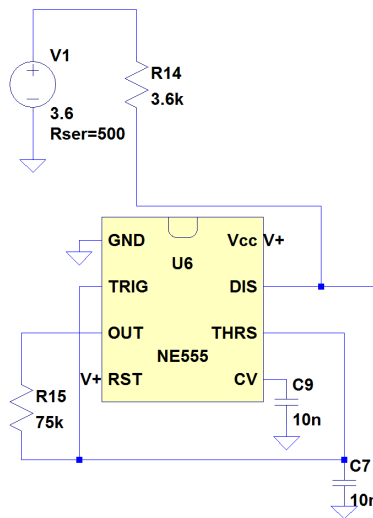 V1
3.6
Rser=500
R14
3.6k
GND
Vcc
V+
U6
TRIG
DIS
OUT
THRS
NE555
V+
RST
CV
R15
75k
C9
10n
C7
10n